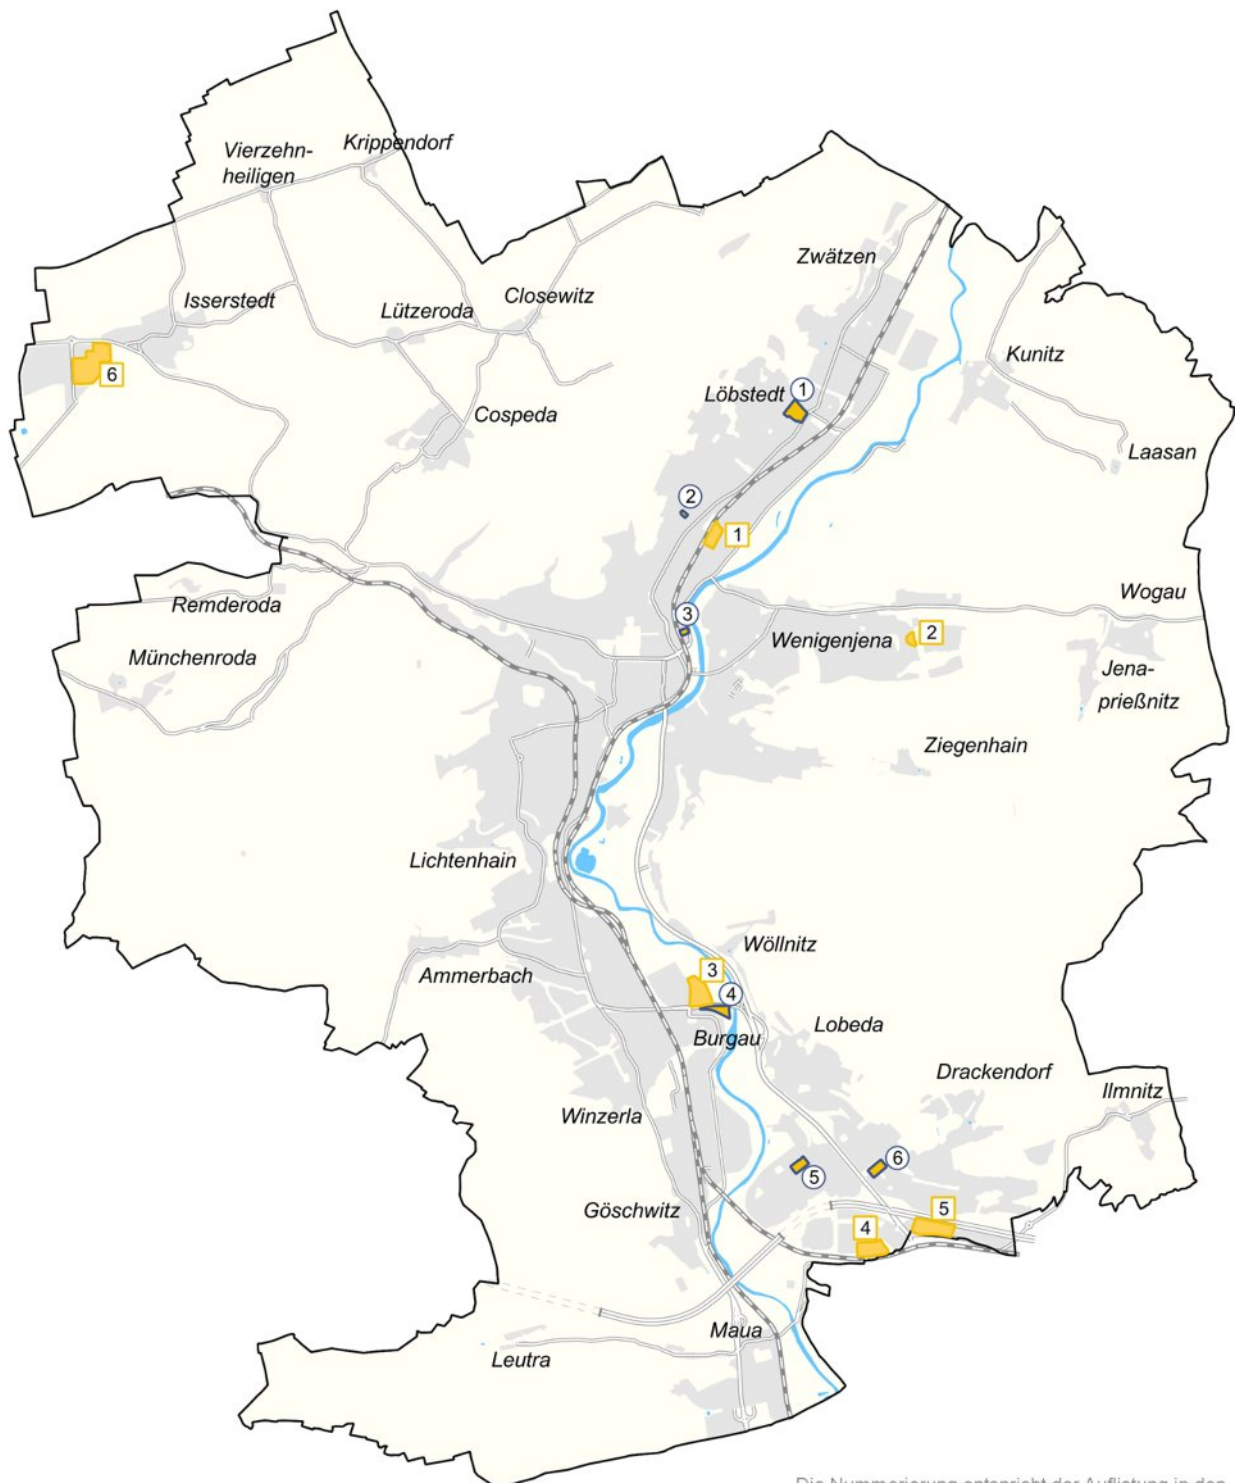 Krippendorf
Vierzehn-
heiligen
Zwätzen
Isserstedt
Closewitz
Lützeroda
Kunitz
6
Löbstedt
1
Cospeda
Laasan
2
1
Wogau
Remderoda
3
Wenigenjena
2
Münchenroda
Jena-
prießnitz
Ziegenhain
Lichtenhain
Wöllnitz
Ammerbach
3
4
Lobeda
Burgau
Drackendorf
Ilmnitz
Winzerla
6
5
Göschwitz
5
4
Maua
Leutra
Die Nummerierung entspricht der Auflistung in den